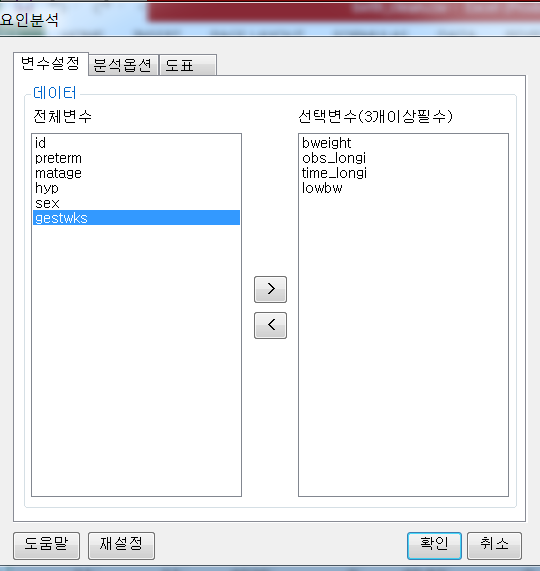 요인분석
변수설정 분석옵션 도표
데이터
전체변수 선택변수(3개이상필수)
id
preterm
matage
hyp
sex
gestwks
bweight
obs_longi
time_longi
lowbw
>
<
도움말 재설정 확인 취소